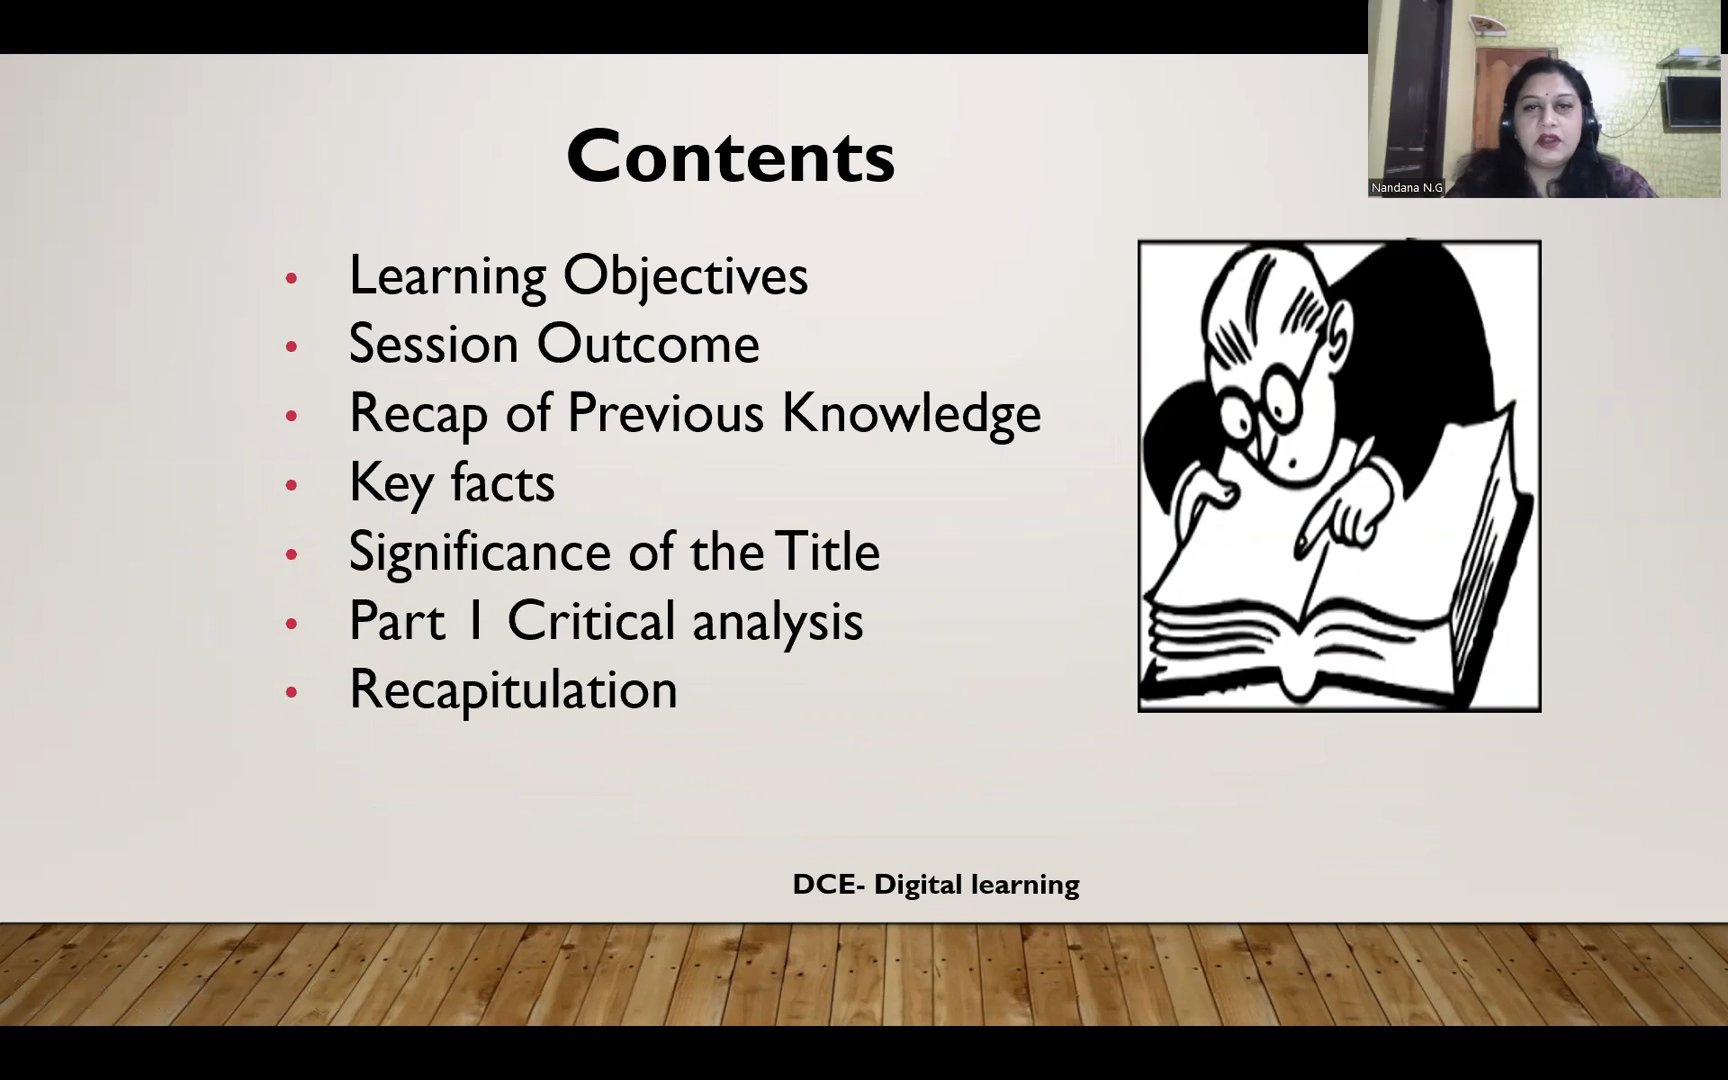 Contents
Nandana N.G
• Learning Objectives
• Session Outcome
• Recap of Previous Knowledge
• Key facts
• Significance of the Title
• Part 1 Critical analysis
• Recapitulation
DCE- Digital learning